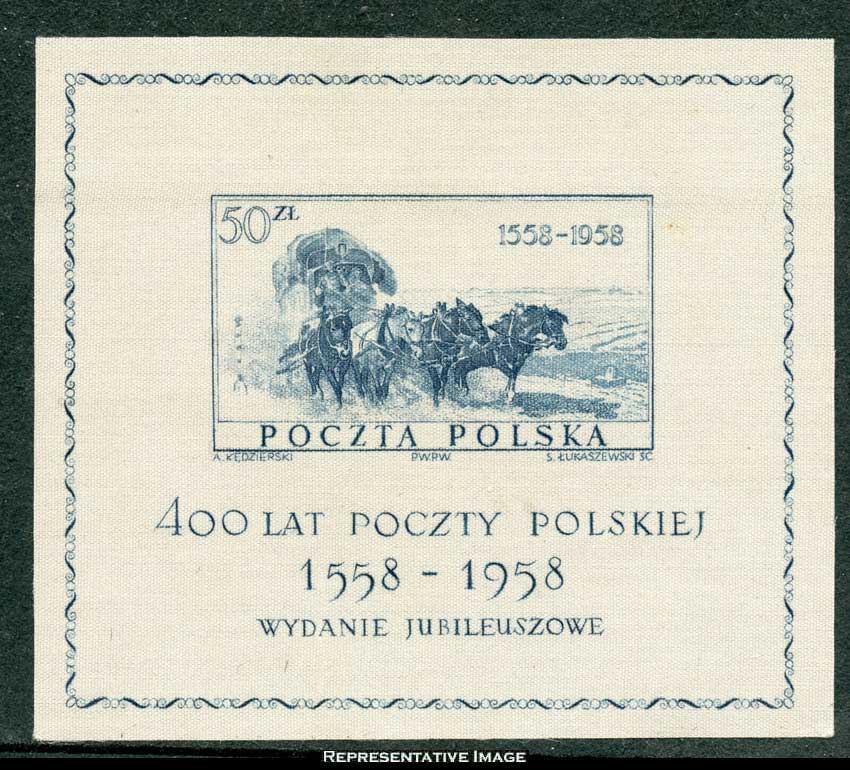 50 ZŁ
1558-1958
POCZTA POLSKA
A. KĘDZIERSKI P.W.P.W. S. ŁUKASZEWSKI SC
400 LAT POCZTY POLSKIEJ
1558 - 1958
WYDANIE JUBILEUSZOWE
REPRESENTATIVE IMAGE